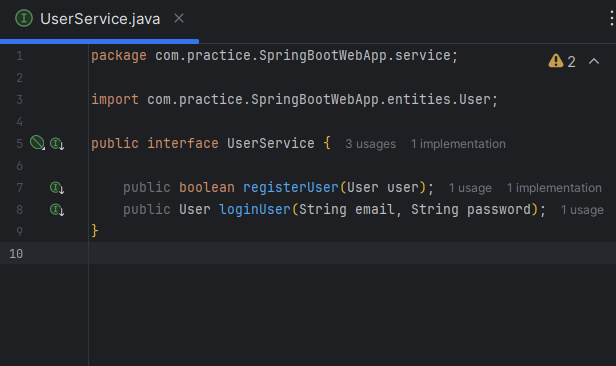 UserService.java
2
1 package com.practice.SpringBootWebApp.service;
2
3 import com.practice.SpringBootWebApp.entities.User;
4
5 public interface UserService { 3 usages 1 implementation
6
7 public boolean registerUser(User user); 1 usage 1 implementation
8 public User loginUser(String email, String password); 1 usage
9 }
10